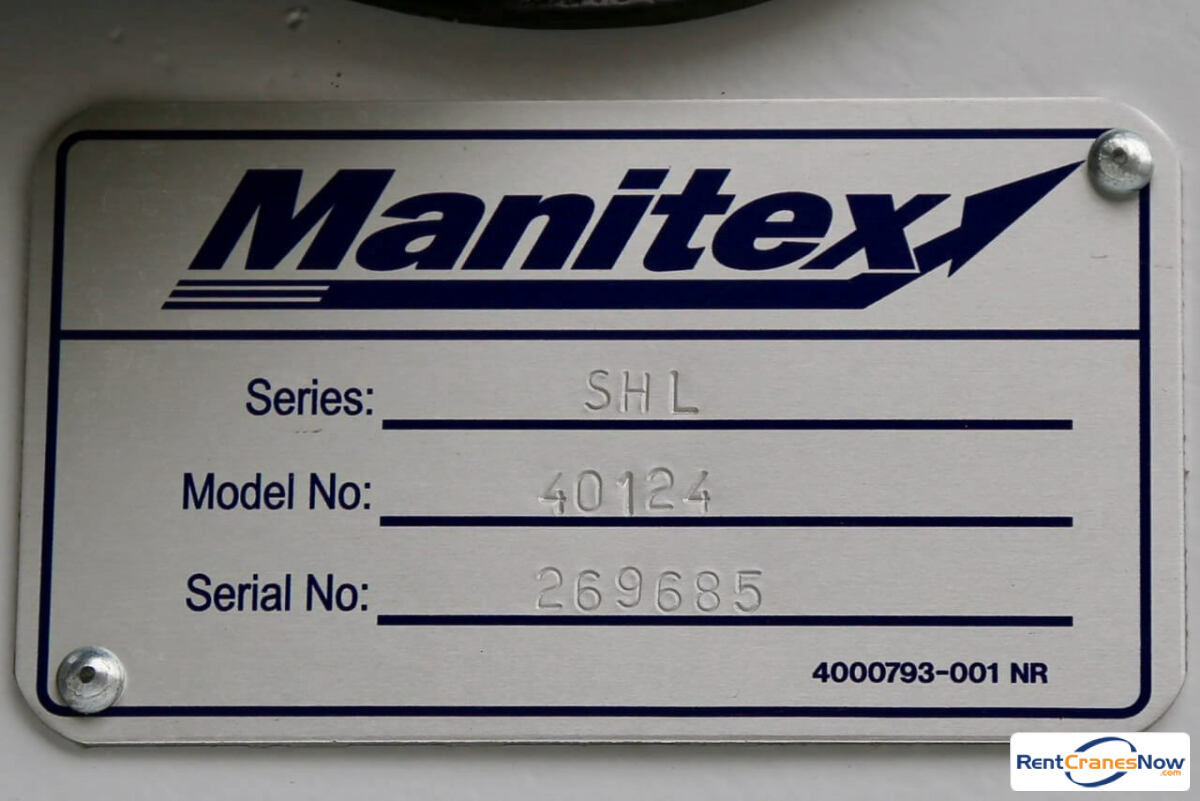 Manitex
Series: SHL
Model No: 40124
Serial No: 269685
4000793-001 NR
RentCranesNow.com